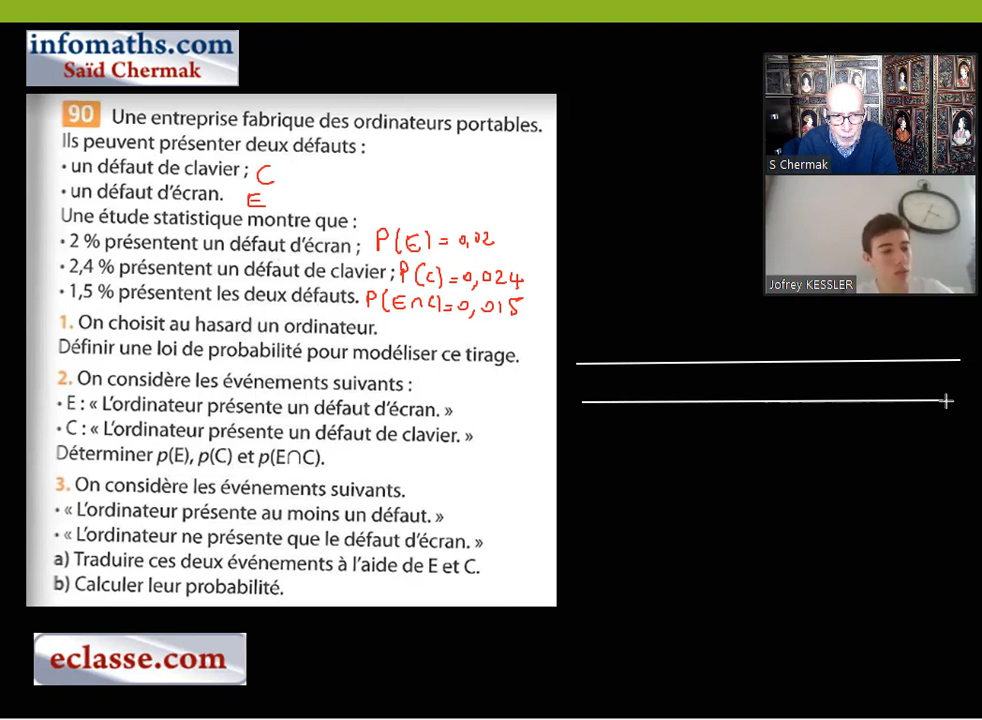 infomaths.com
Saïd Chermak
90 Une entreprise fabrique des ordinateurs portables.
Ils peuvent présenter deux défauts :
• un défaut de clavier ; C
• un défaut d'écran. E
Une étude statistique montre que :
• 2 % présentent un défaut d'écran ; P(E) = 0,02
• 2,4 % présentent un défaut de clavier ; P(C) = 0,024
• 1,5 % présentent les deux défauts. P(E∩C) = 0,015
1. On choisit au hasard un ordinateur.
Définir une loi de probabilité pour modéliser ce tirage.
2. On considère les événements suivants :
• E : « L'ordinateur présente un défaut d'écran. »
• C : « L'ordinateur présente un défaut de clavier. »
Déterminer p(E), p(C) et p(E∩C).
3. On considère les événements suivants.
• « L'ordinateur présente au moins un défaut. »
• « L'ordinateur ne présente que le défaut d'écran. »
a) Traduire ces deux événements à l'aide de E et C.
b) Calculer leur probabilité.
eclasse.com
S Chermak
Jofrey KESSLER